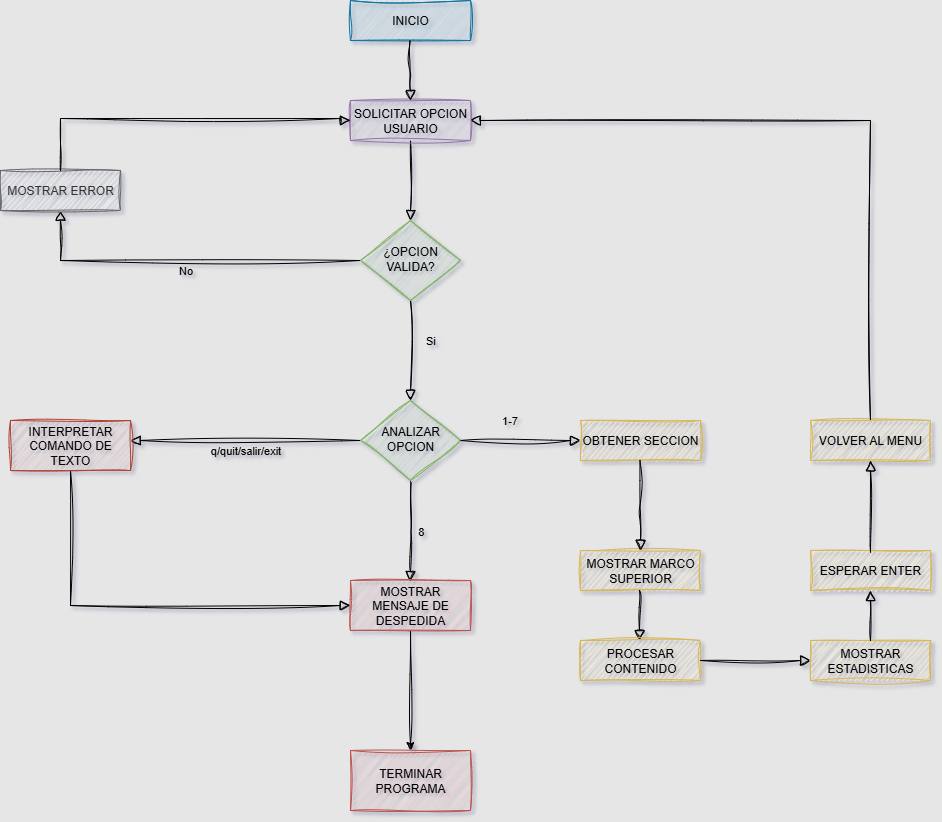 INICIO
SOLICITAR OPCION
USUARIO
MOSTRAR ERROR
¿OPCION
VALIDA?
No
Si
INTERPRETAR
COMANDO DE
TEXTO
q/quit/salir/exit
ANALIZAR
OPCION
1-7
OBTENER SECCION
VOLVER AL MENU
8
MOSTRAR MARCO
SUPERIOR
ESPERAR ENTER
MOSTRAR
MENSAJE DE
DESPEDIDA
PROCESAR
CONTENIDO
MOSTRAR
ESTADISTICAS
TERMINAR
PROGRAMA